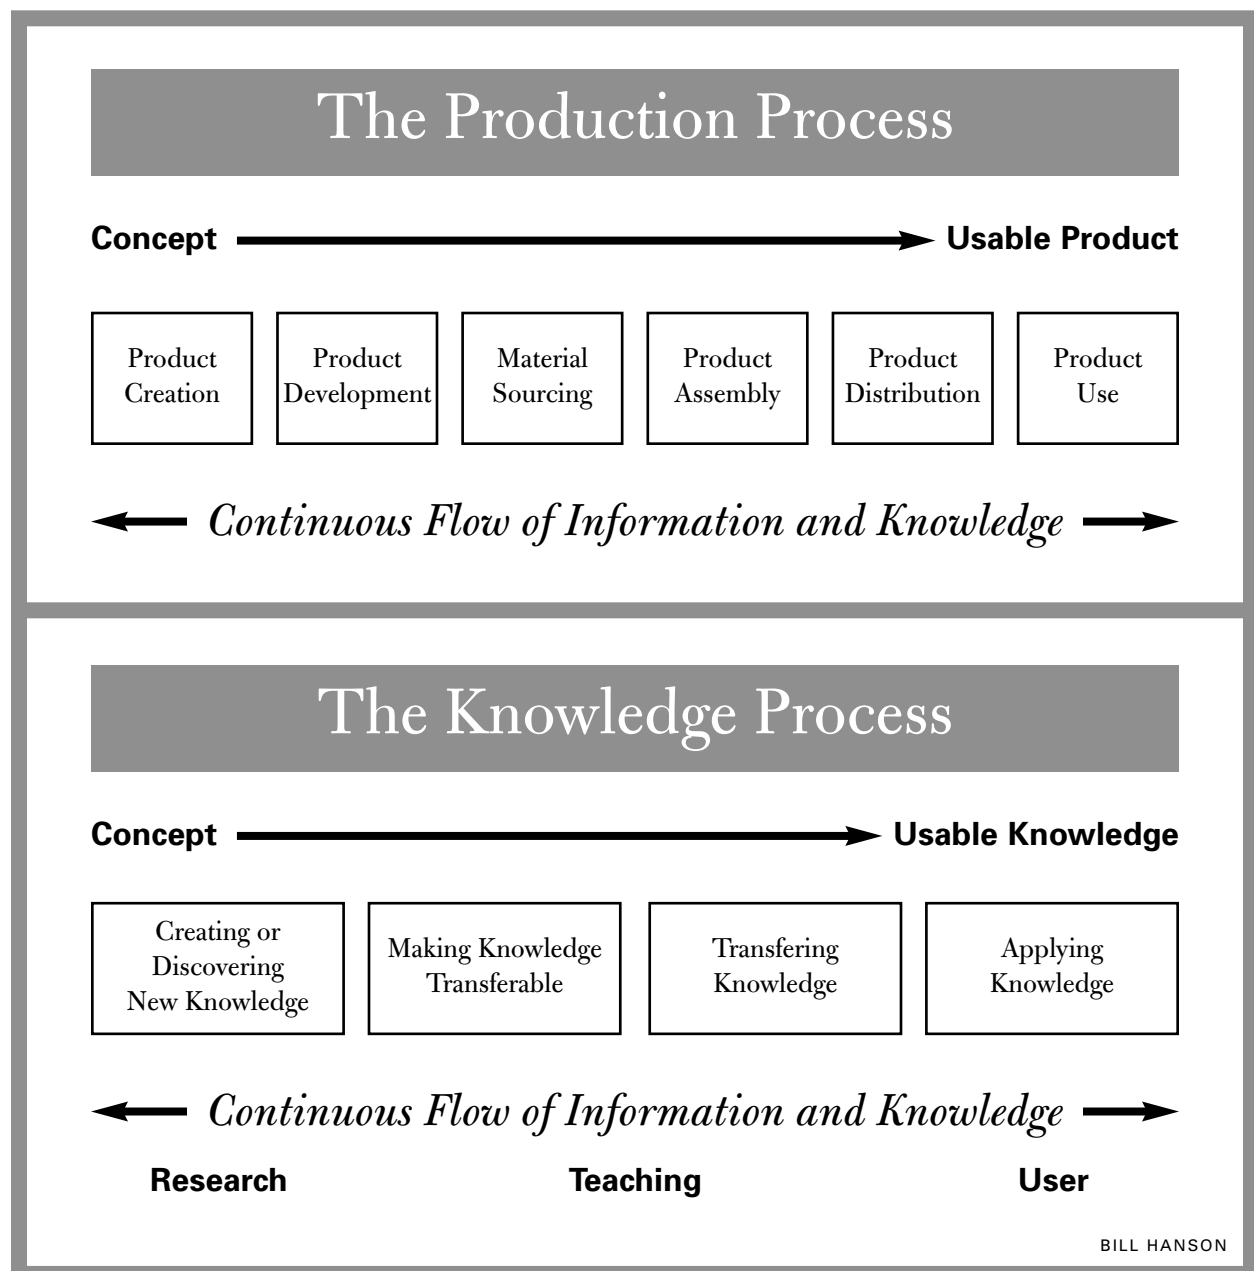 The Production Process
Concept
Usable Product
Product
Creation
Product
Development
Material
Sourcing
Product
Assembly
Product
Distribution
Product
Use
Continuous Flow of Information and Knowledge
The Knowledge Process
Concept
Usable Knowledge
Creating or
Discovering
New Knowledge
Making Knowledge
Transferable
Transfering
Knowledge
Applying
Knowledge
Continuous Flow of Information and Knowledge
Research
Teaching
User
BILL HANSON